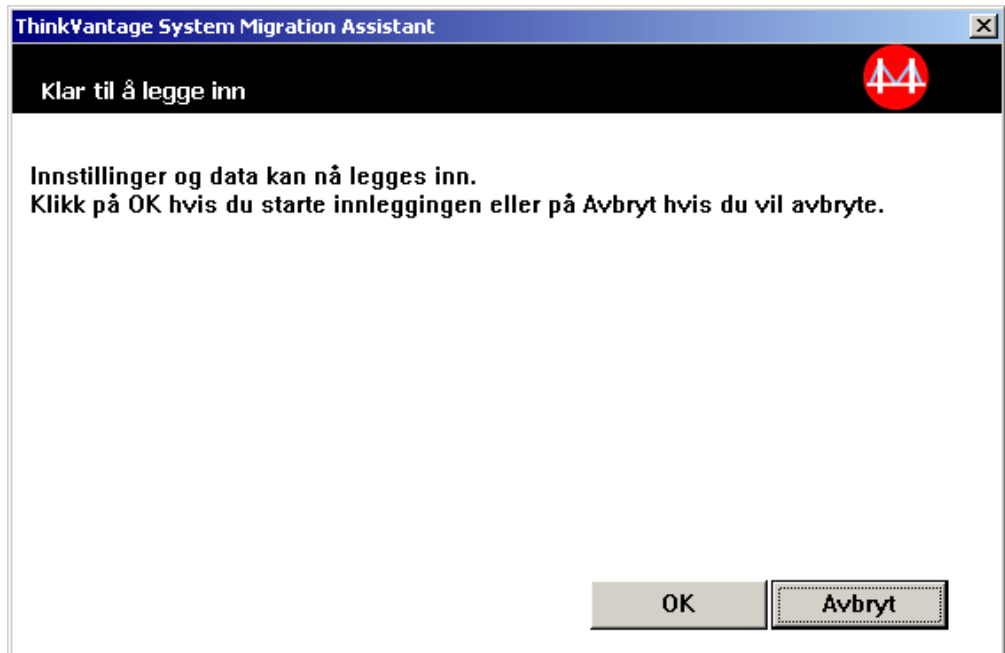 ThinkVantage System Migration Assistant
Klar til å legge inn
Innstillinger og data kan nå legges inn.
Klikk på OK hvis du starte innleggingen eller på Avbryt hvis du vil avbryte.
OK
Avbryt